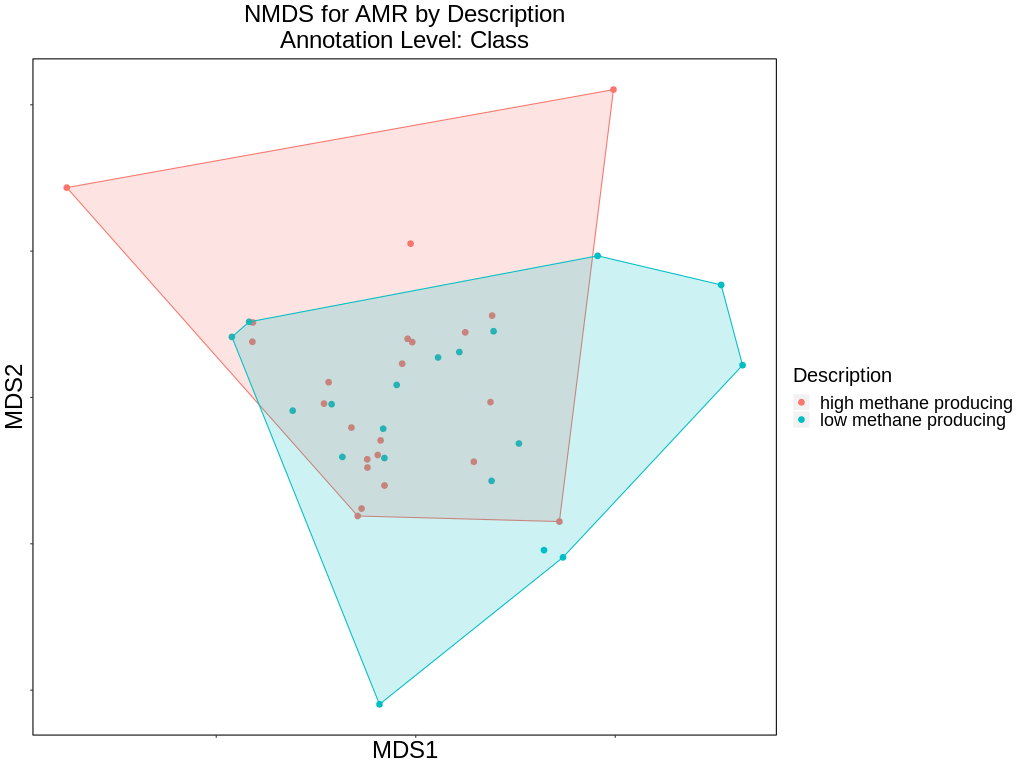 NMDS for AMR by Description
Annotation Level: Class
MDS2
Description
high methane producing
low methane producing
MDS1